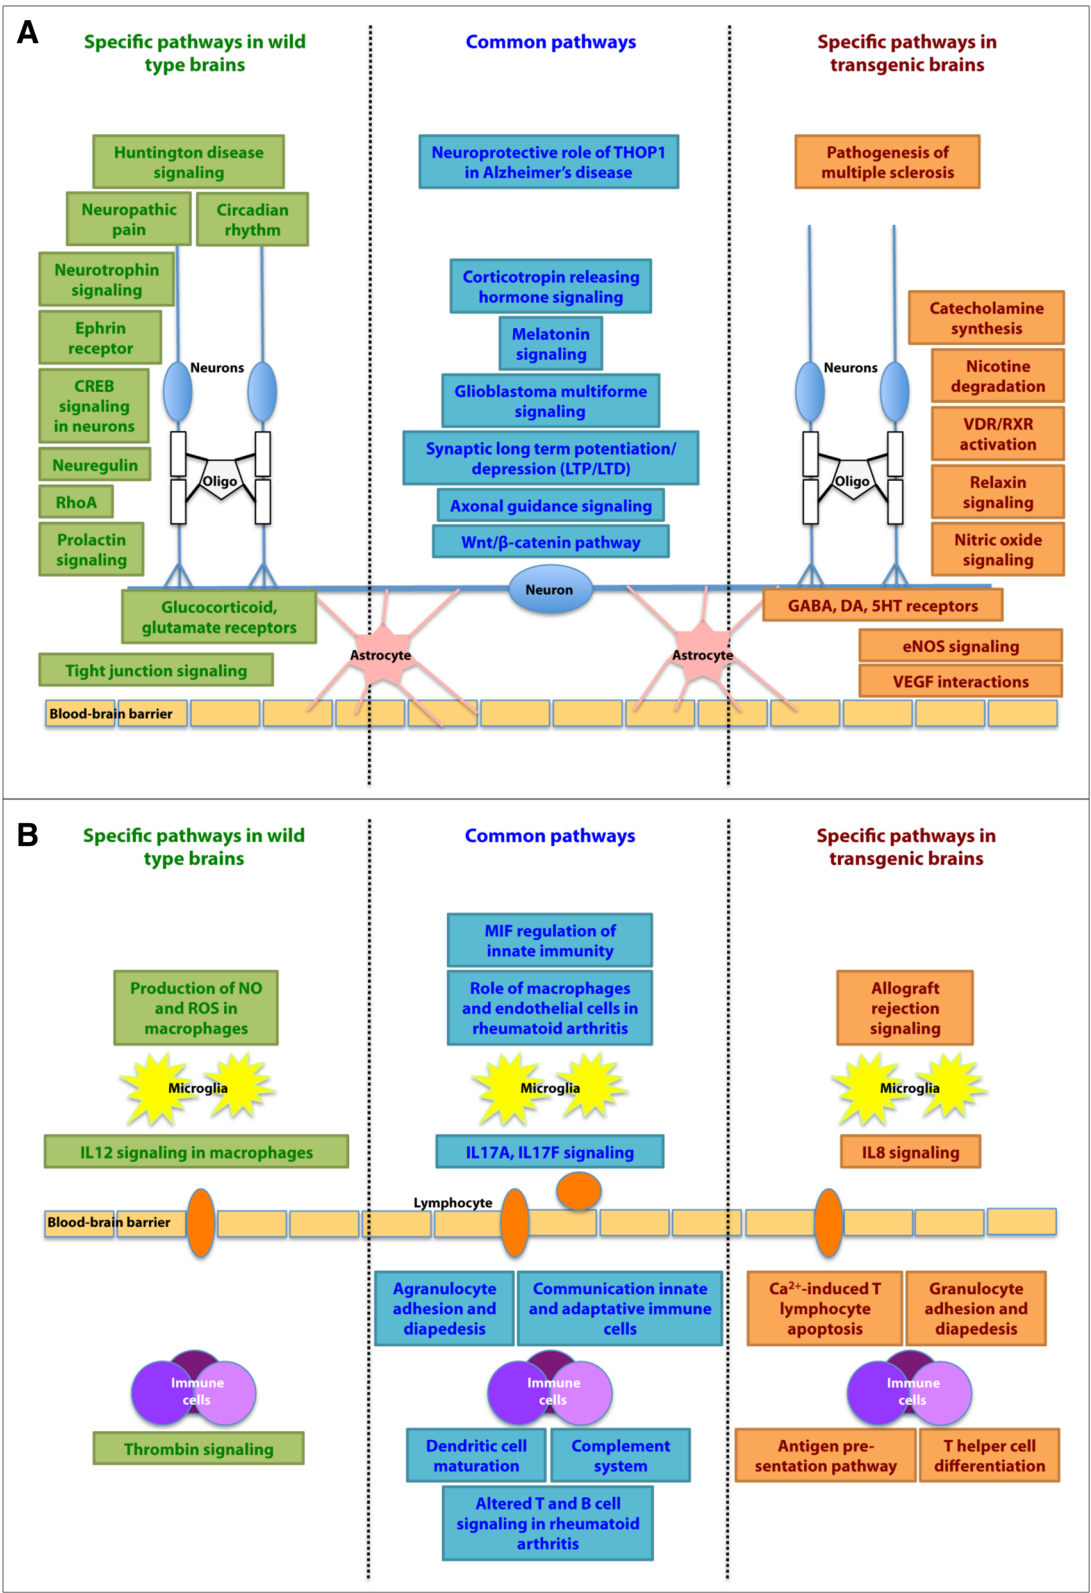 A
Specific pathways in wild
type brains
Common pathways
Specific pathways in
transgenic brains
Huntington disease
signaling
Neuropathic
pain
Circadian
rhythm
Neurotrophin
signaling
Ephrin
receptor
CREB
signaling
in neurons
Neuregulin
RhoA
Prolactin
signaling
Neurons
Oligo
Glucocorticoid,
glutamate receptors
Tight junction signaling
Blood-brain barrier
Neuroprotective role of THOP1
in Alzheimer's disease
Corticotropin releasing
hormone signaling
Melatonin
signaling
Glioblastoma multiforme
signaling
Synaptic long term potentiation/
depression (LTP/LTD)
Axonal guidance signaling
Wnt/β-catenin pathway
Neuron
Astrocyte
Astrocyte
Pathogenesis of
multiple sclerosis
Catecholamine
synthesis
Neurons
Nicotine
degradation
VDR/RXR
activation
Oligo
Relaxin
signaling
Nitric oxide
signaling
GABA, DA, 5HT receptors
eNOS signaling
VEGF interactions
B
Specific pathways in wild
type brains
Common pathways
Specific pathways in
transgenic brains
Production of NO
and ROS in
macrophages
Microglia
IL12 signaling in macrophages
Blood-brain barrier
Immune
cells
Thrombin signaling
MIF regulation of
innate immunity
Role of macrophages
and endothelial cells in
rheumatoid arthritis
Microglia
IL17A, IL17F signaling
Lymphocyte
Agranulocyte
adhesion and
diapedesis
Communication innate
and adaptative immune
cells
Immune
cells
Dendritic cell
maturation
Complement
system
Altered T and B cell
signaling in rheumatoid
arthritis
Allograft
rejection
signaling
Microglia
IL8 signaling
Ca²⁺-induced T
lymphocyte
apoptosis
Granulocyte
adhesion and
diapedesis
Immune
cells
Antigen pre-
sentation pathway
T helper cell
differentiation